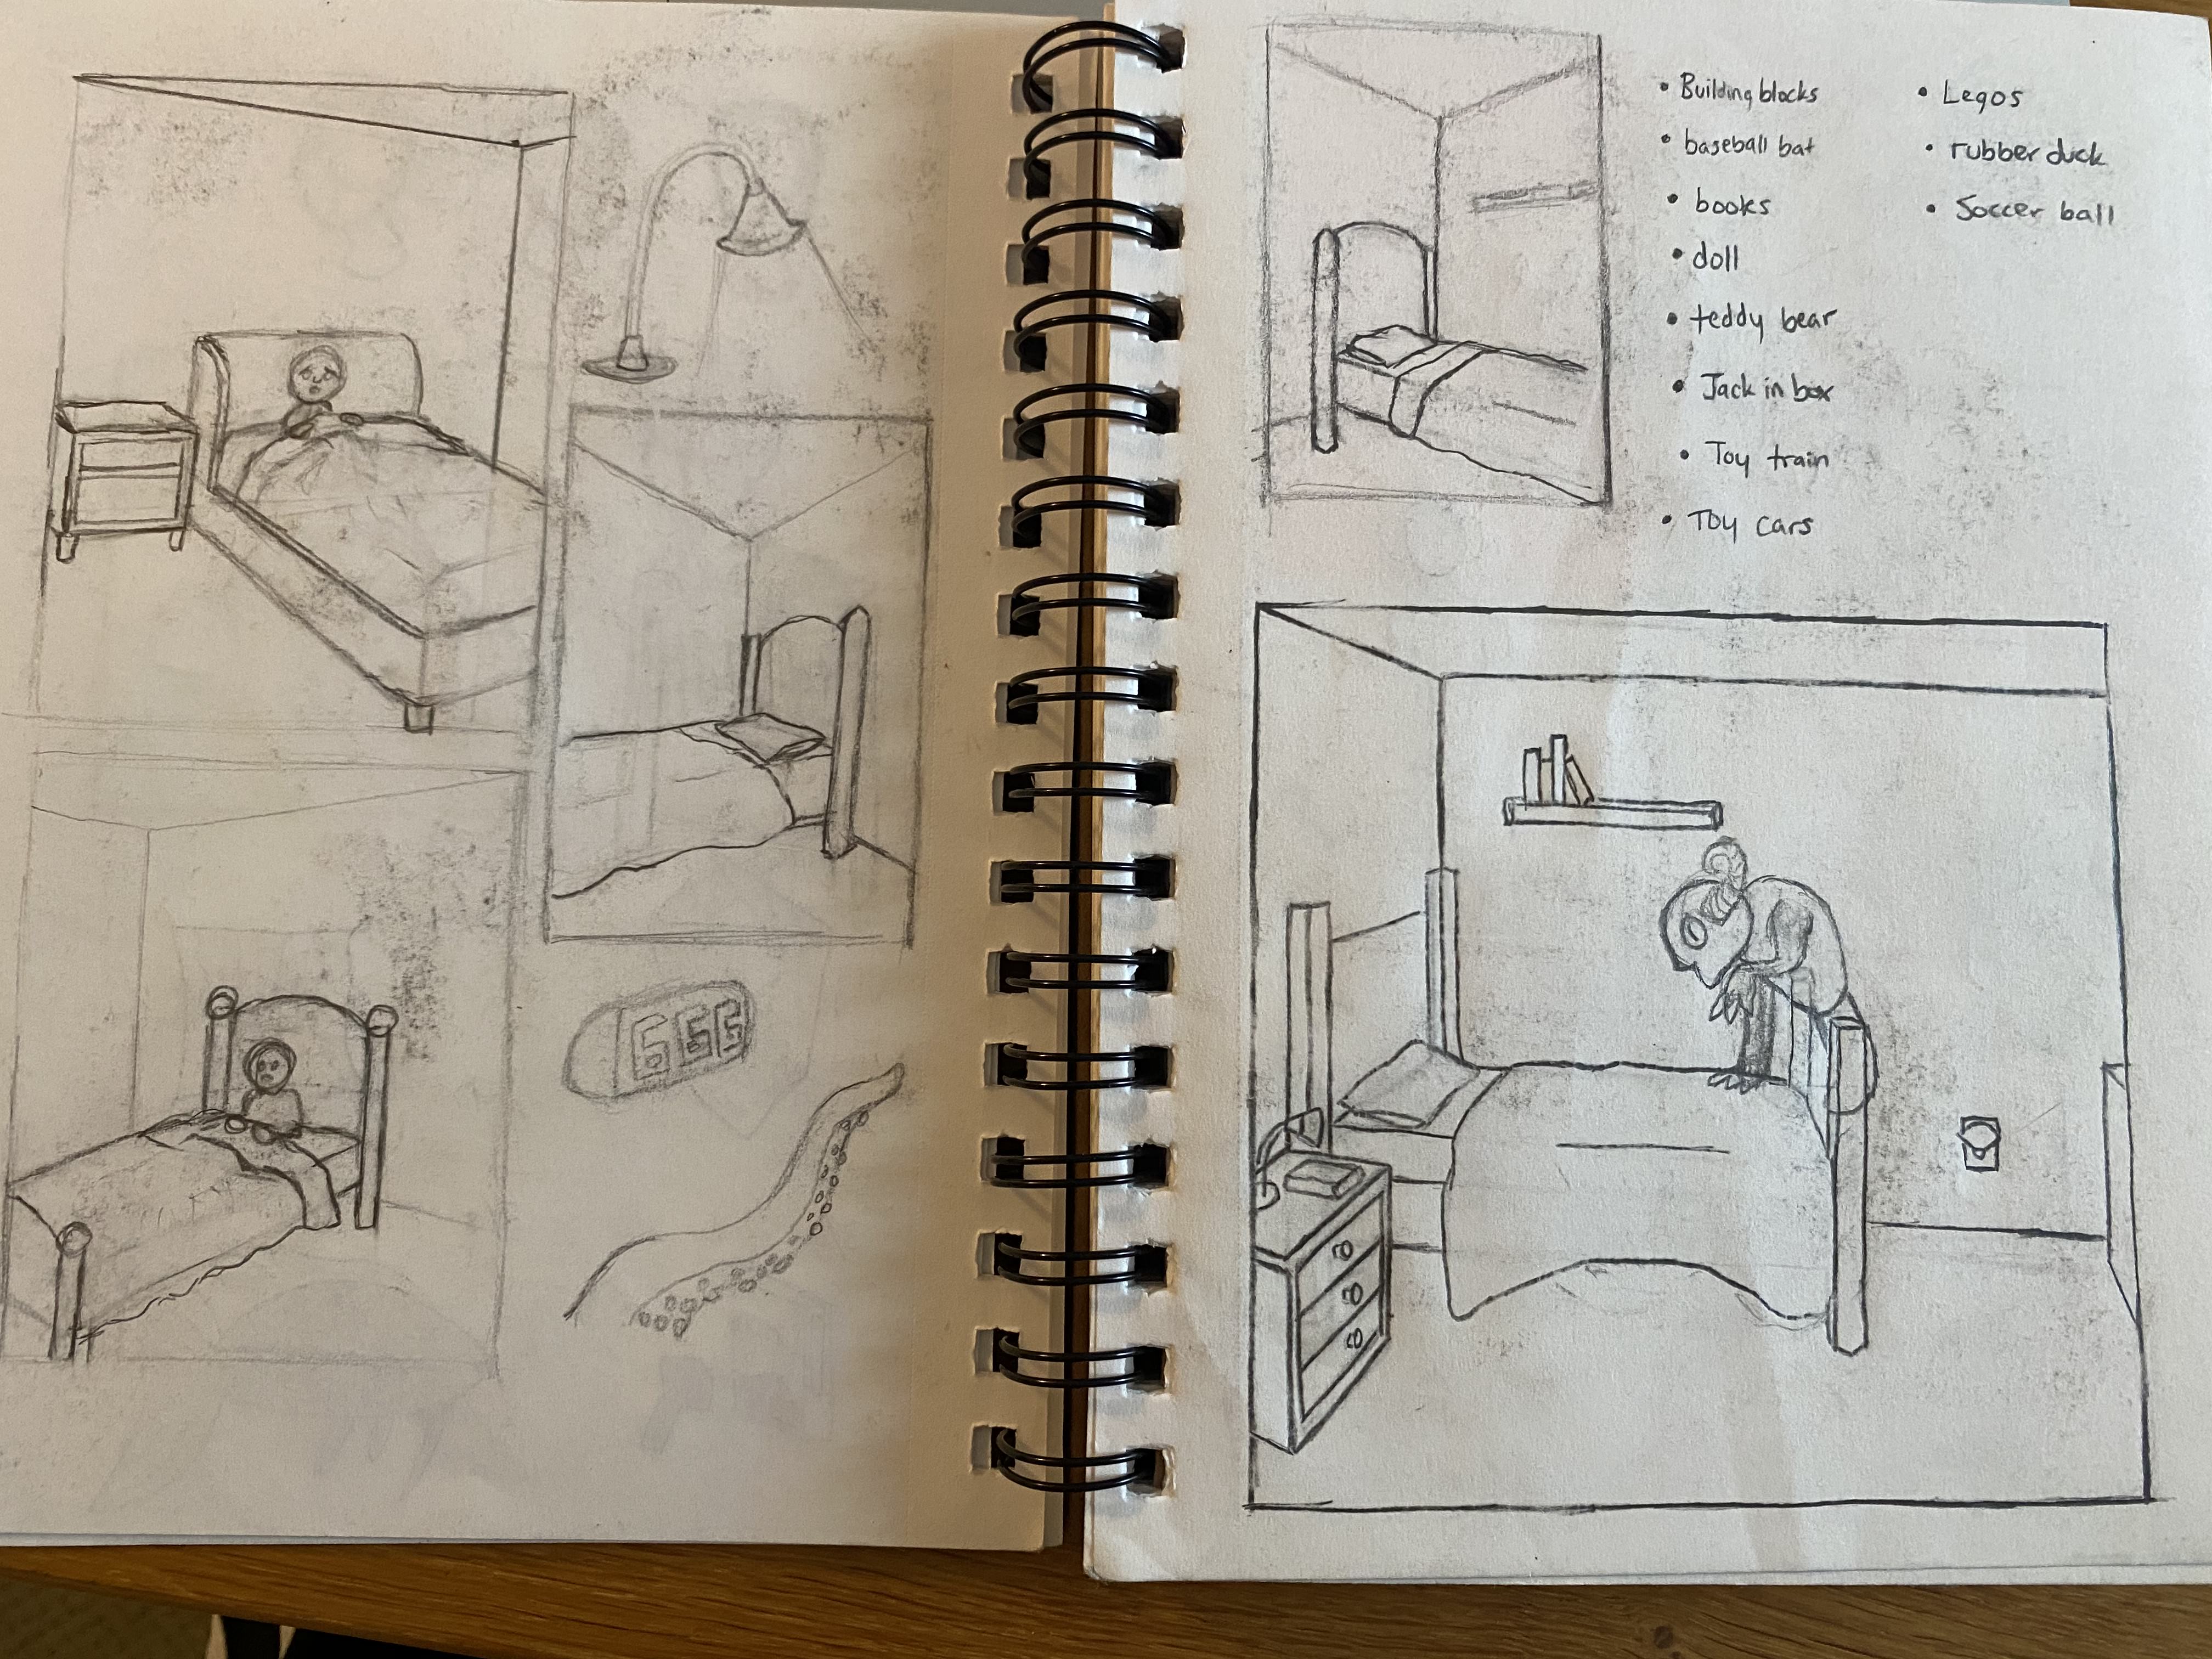 666
• Building blocks
• baseball bat
• books
• doll
• teddy bear
• Jack in box
• Toy train
• Toy cars
• Legos
• rubber duck
• Soccer ball